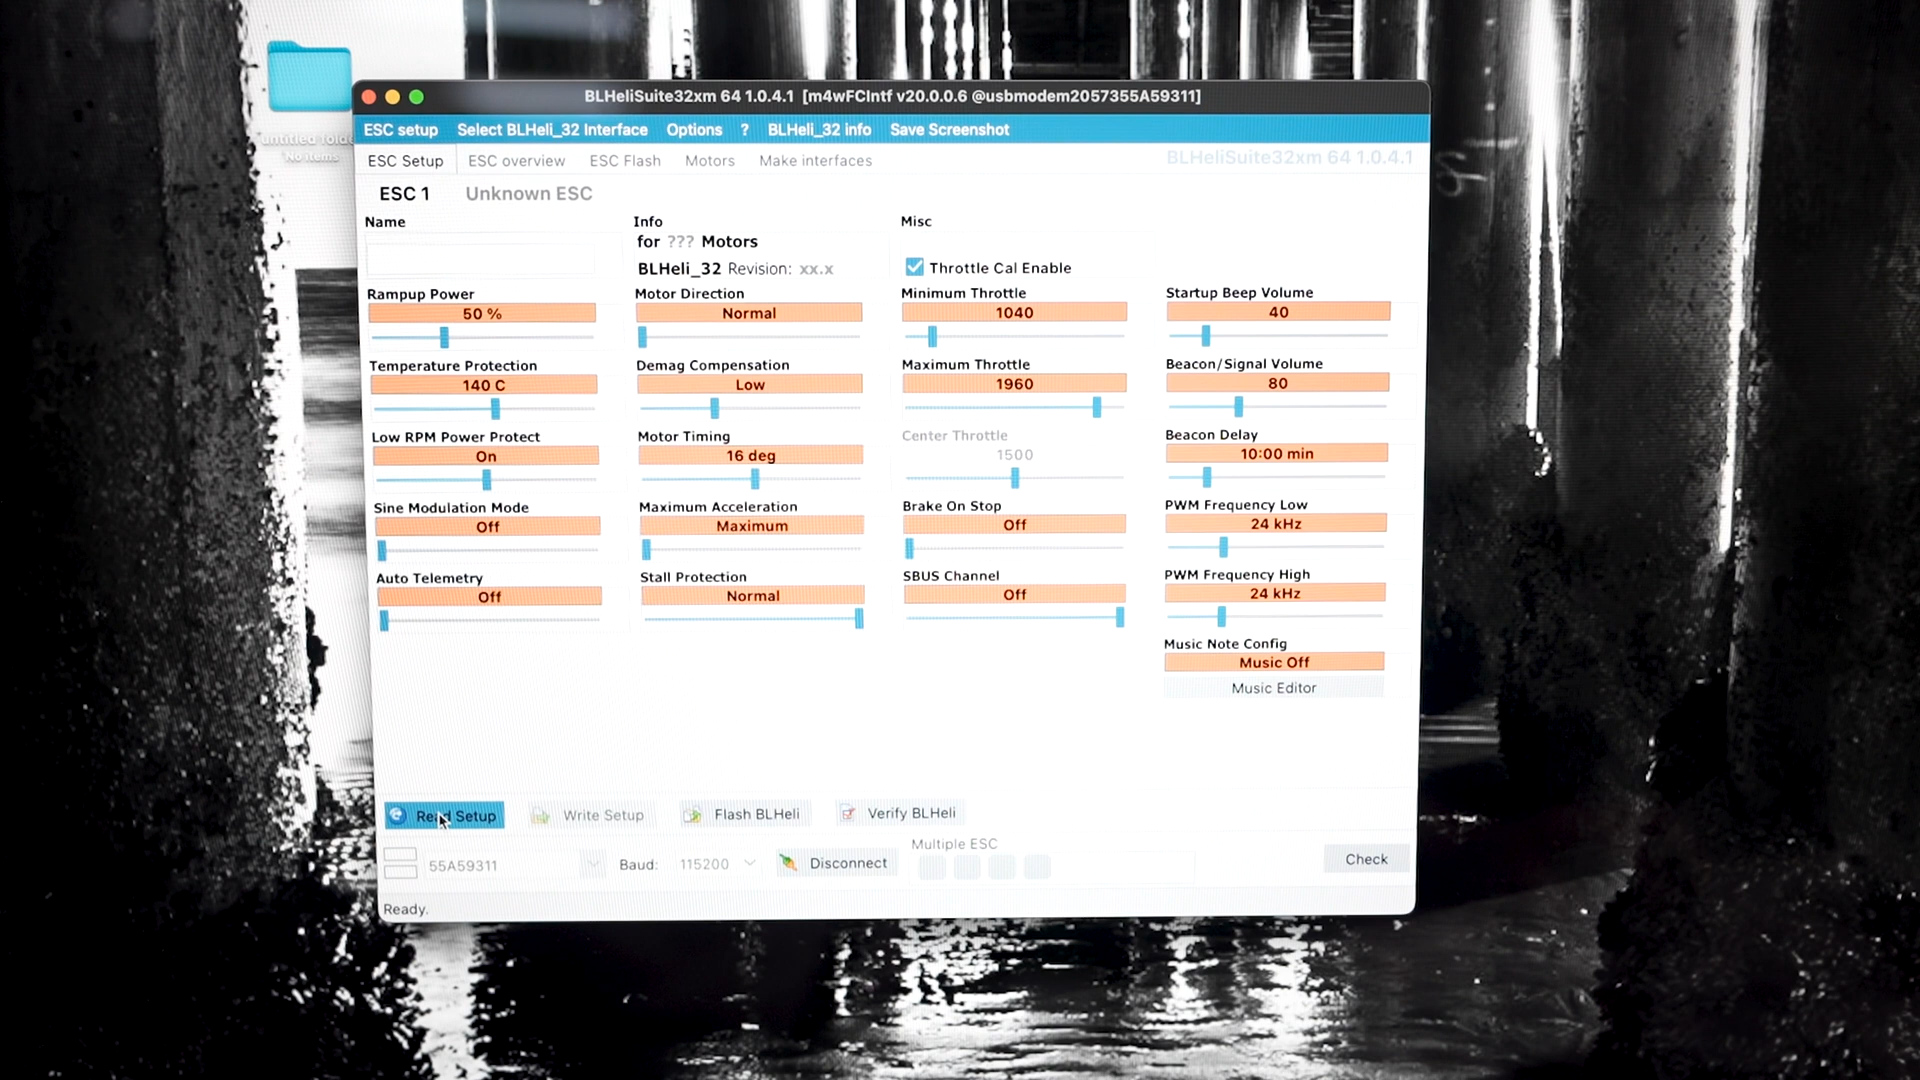 untitled folde
No items
BLHeliSuite32xm 64 1.0.4.1 [m4wFCIntf v20.0.0.6 @usbmodem2057355A59311]
ESC setup Select BLHeli_32 Interface Options ? BLHeli_32 info Save Screenshot
ESC Setup ESC overview ESC Flash Motors Make interfaces BLHeliSuite32xm 64 1.0.4.1
ESC 1 Unknown ESC
Name Info Misc
for ??? Motors
BLHeli_32 Revision: xx.x Throttle Cal Enable
Rampup Power Motor Direction Minimum Throttle Startup Beep Volume
50 % Normal 1040 40
Temperature Protection Demag Compensation Maximum Throttle Beacon/Signal Volume
140 C Low 1960 80
Low RPM Power Protect Motor Timing Center Throttle Beacon Delay
On 16 deg 1500 10:00 min
Sine Modulation Mode Maximum Acceleration Brake On Stop PWM Frequency Low
Off Maximum Off 24 kHz
Auto Telemetry Stall Protection SBUS Channel PWM Frequency High
Off Normal Off 24 kHz
Music Note Config
Music Off
Music Editor
Read Setup Write Setup Flash BLHeli Verify BLHeli
Multiple ESC
55A59311 Baud: 115200 Disconnect Check
Ready.